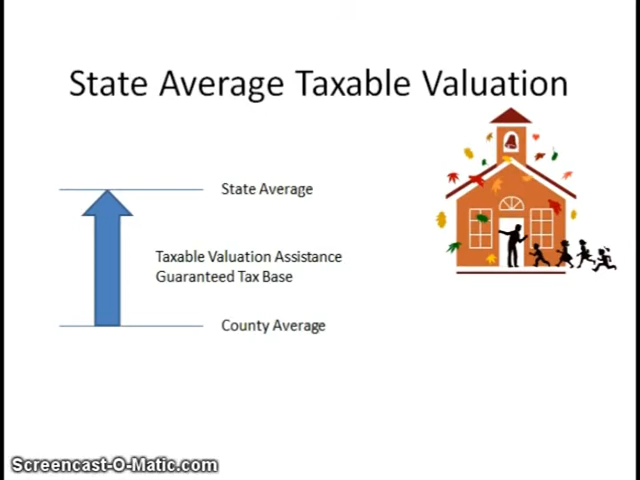 State Average Taxable Valuation
State Average
Taxable Valuation Assistance
Guaranteed Tax Base
County Average
Screencast-O-Matic.com